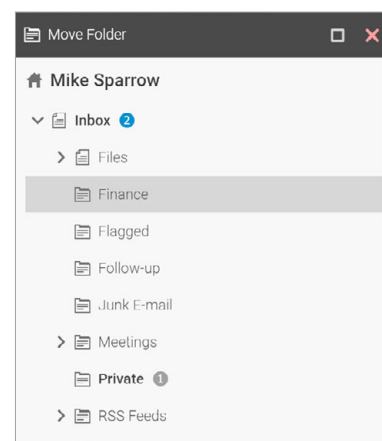 Move Folder
Mike Sparrow
Inbox 2
Files
Finance
Flagged
Follow-up
Junk E-mail
Meetings
Private 1
RSS Feeds